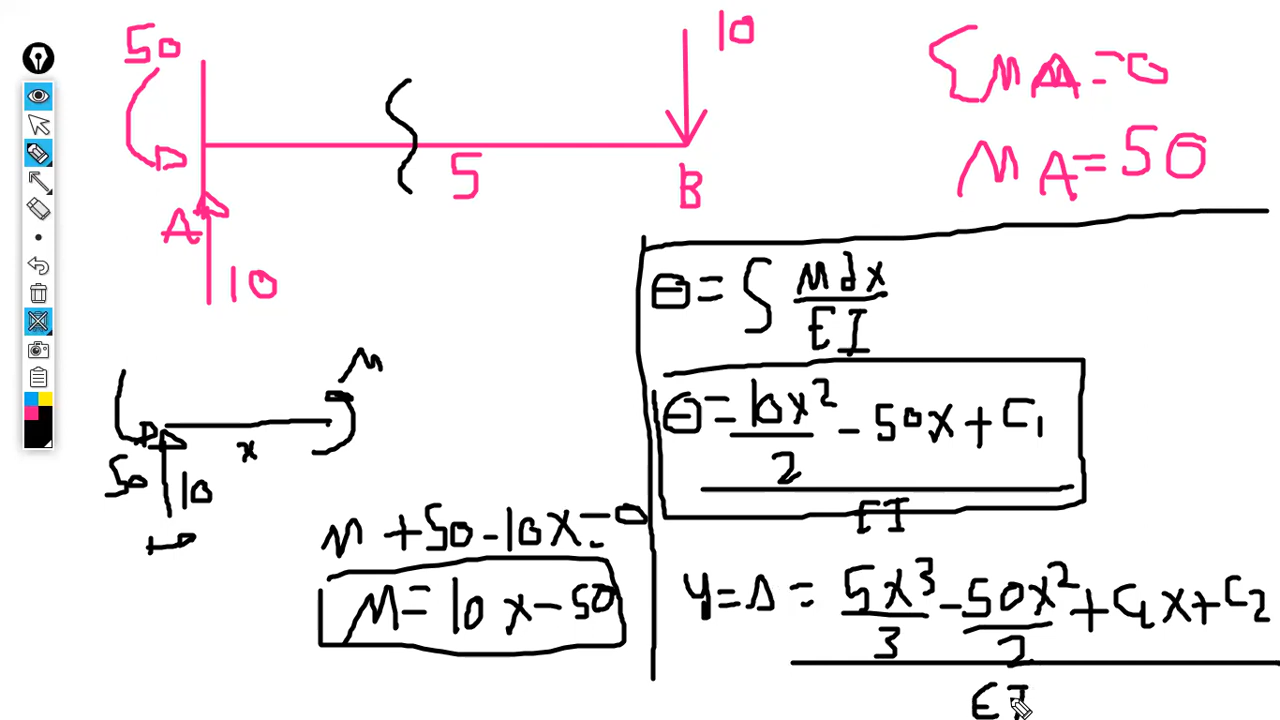 50
10
5
A
B
10
ΣMA=0
MA=50
50
10
x
M
M+50-10x=0
M=10x-50
θ=∫Mdx/EI
θ=(10x²/2-50x+C₁)/EI
y=Δ=(5x³/3-50x²/2+C₁x+C₂)/EI